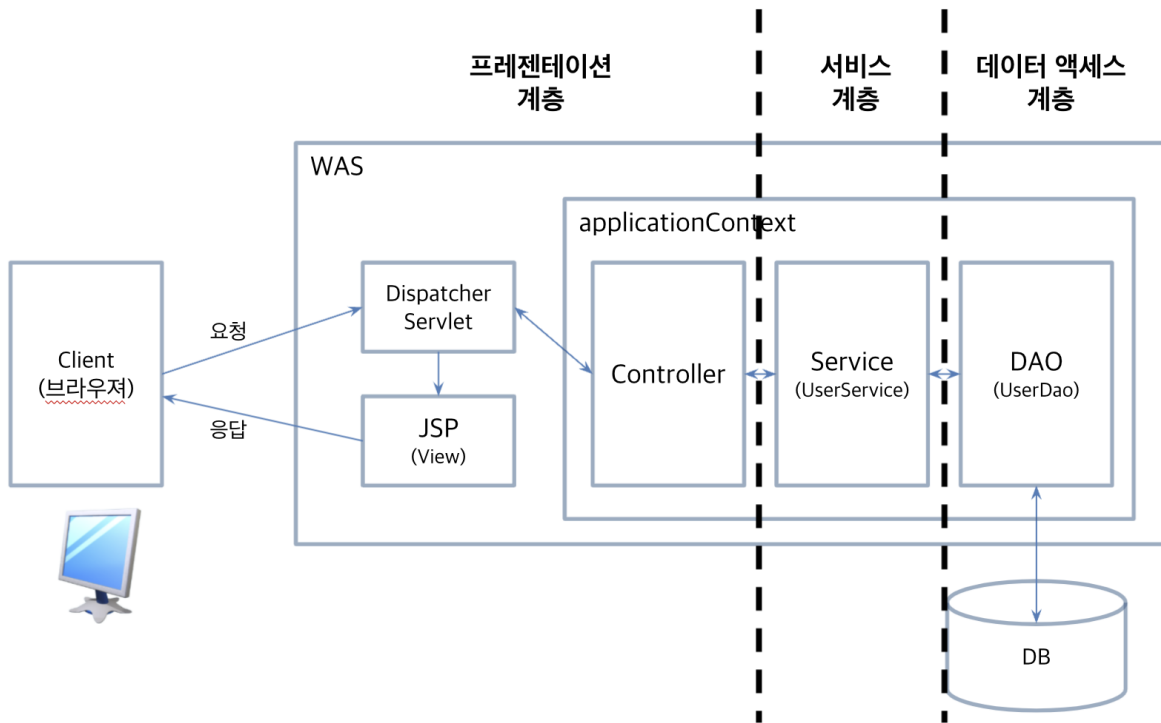 프레젠테이션
계층
서비스
계층
데이터 액세스
계층
WAS
applicationContext
Client
(브라우져)
요청
응답
Dispatcher
Servlet
JSP
(View)
Controller
Service
(UserService)
DAO
(UserDao)
DB